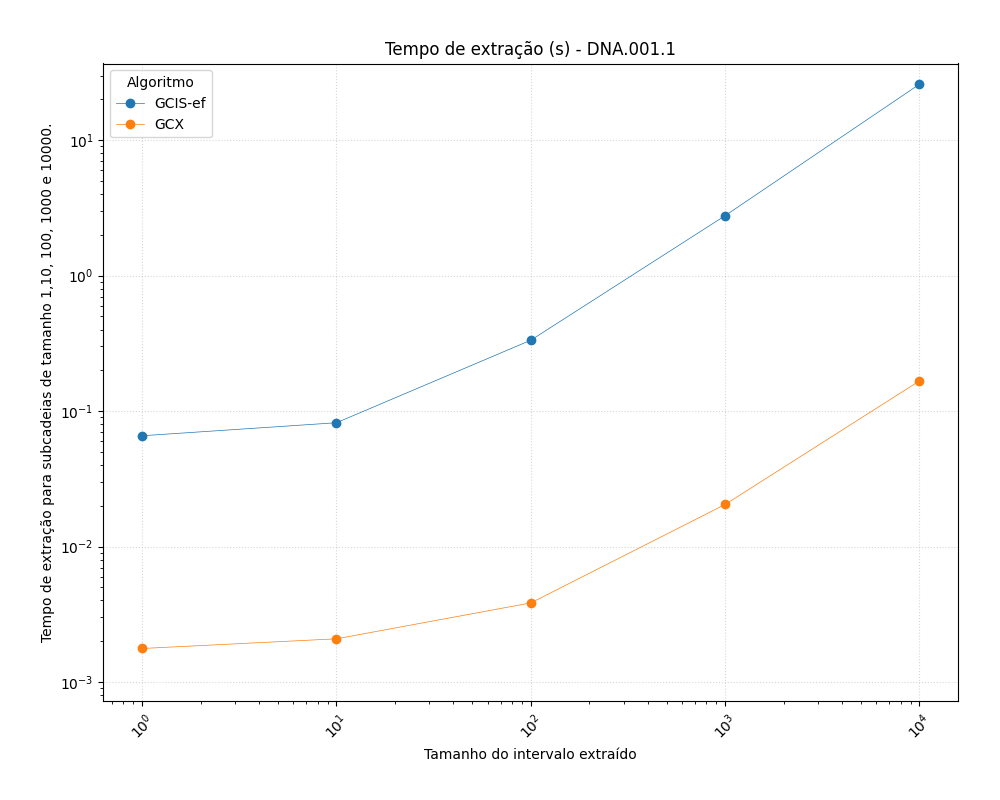 Tempo de extração (s) - DNA.001.1
Algoritmo
GCIS-ef
GCX
Tempo de extração para subcadeias de tamanho 1,10, 100, 1000 e 10000.
10¹
10⁰
10⁻¹
10⁻²
10⁻³
10⁰
10¹
10²
10³
10⁴
Tamanho do intervalo extraído